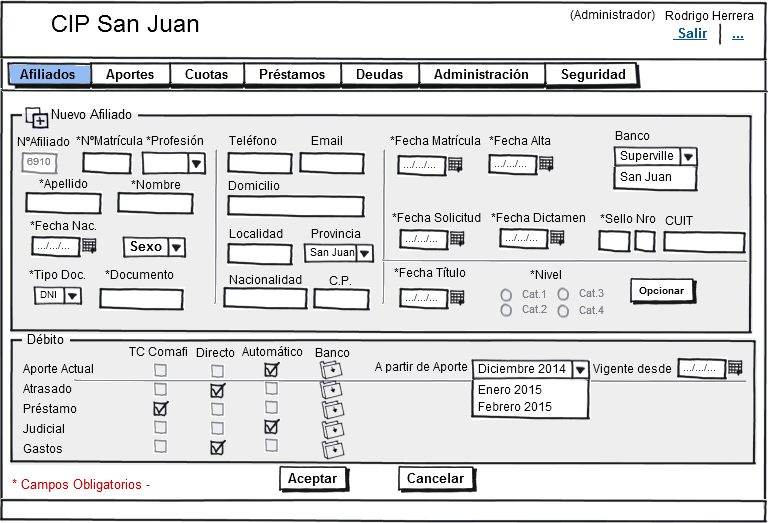 CIP San Juan
(Administrador) Rodrigo Herrera
Salir ...
Afiliados Aportes Cuotas Préstamos Deudas Administración Seguridad
Nuevo Afiliado
NºAfiliado *NºMatrícula *Profesión Teléfono Email *Fecha Matrícula *Fecha Alta Banco
6910 .../.../... .../.../... Superville
San Juan
*Apellido *Nombre Domicilio
*Fecha Nac. Localidad Provincia *Fecha Solicitud *Fecha Dictamen *Sello Nro CUIT
.../.../... Sexo San Juan .../.../... .../.../...
*Tipo Doc. *Documento Nacionalidad C.P. *Fecha Título *Nivel
DNI .../.../... Cat.1 Cat.3 Opcionar
Cat.2 Cat.4
Débito
TC Comafi Directo Automático Banco
Aporte Actual A partir de Aporte Diciembre 2014 Vigente desde .../.../...
Atrasado Enero 2015
Préstamo Febrero 2015
Judicial
Gastos
* Campos Obligatorios - Aceptar Cancelar